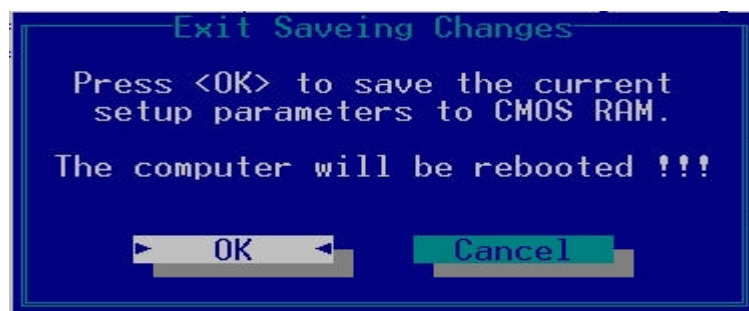 Exit Saveing Changes
Press <OK> to save the current
setup parameters to CMOS RAM.
The computer will be rebooted !!!
OK
Cancel